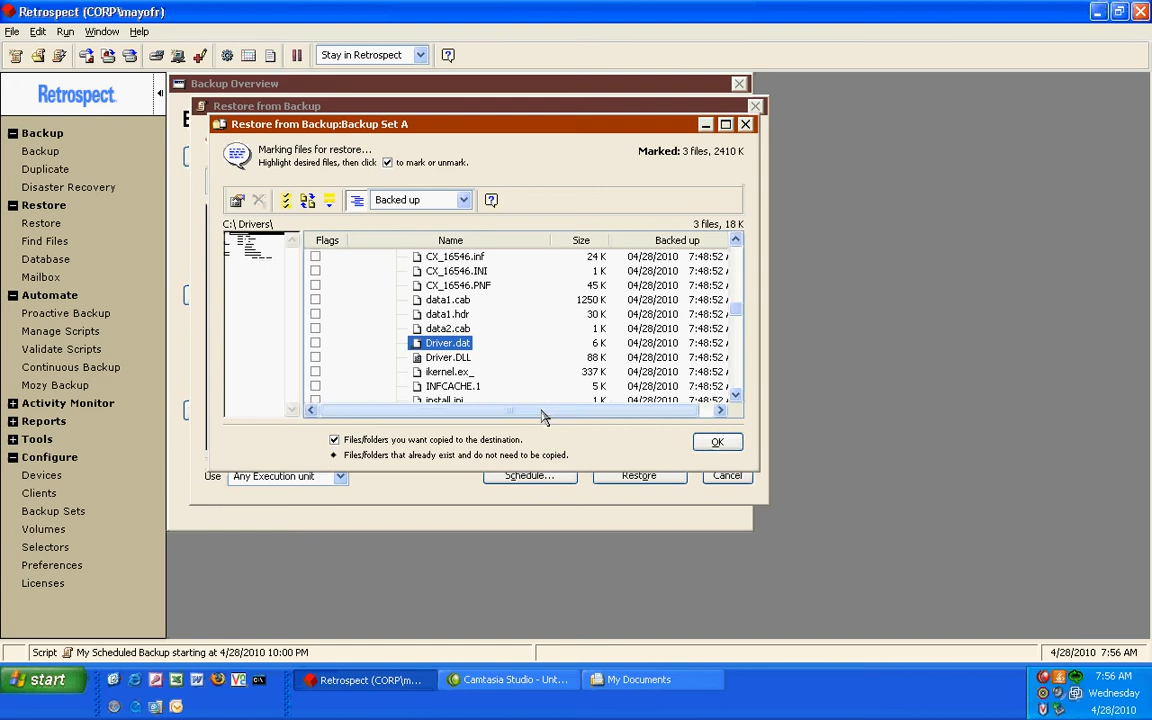 Retrospect (CORP\mayofr)
File Edit Run Window Help
Stay in Retrospect
Retrospect.
Backup
Backup
Duplicate
Disaster Recovery
Restore
Restore
Find Files
Database
Mailbox
Automate
Proactive Backup
Manage Scripts
Validate Scripts
Continuous Backup
Mozy Backup
Activity Monitor
Reports
Tools
Configure
Devices
Clients
Backup Sets
Volumes
Selectors
Preferences
Licenses
Backup Overview
Restore from Backup
Restore from Backup:Backup Set A
Marking files for restore...
Highlight desired files, then click to mark or unmark.
Marked: 3 files, 2410 K
Backed up
C:\ Drivers\
3 files, 18 K
Flags Name Size Backed up
CX_16546.inf 24 K 04/28/2010 7:48:52
CX_16546.INI 1 K 04/28/2010 7:48:52
CX_16546.PNF 45 K 04/28/2010 7:48:52
data1.cab 1250 K 04/28/2010 7:48:52
data1.hdr 30 K 04/28/2010 7:48:52
data2.cab 1 K 04/28/2010 7:48:52
Driver.dat 6 K 04/28/2010 7:48:52
Driver.DLL 88 K 04/28/2010 7:48:52
ikernel.ex_ 337 K 04/28/2010 7:48:52
INFCACHE.1 5 K 04/28/2010 7:48:52
install.ini 1 K 04/28/2010 7:48:52
Files/folders you want copied to the destination.
Files/folders that already exist and do not need to be copied.
OK
Use Any Execution unit Schedule... Restore Cancel
Script My Scheduled Backup starting at 4/28/2010 10:00 PM
4/28/2010 7:56 AM
start
Retrospect (CORP\m...
Camtasia Studio - Unt...
My Documents
7:56 AM
Wednesday
4/28/2010